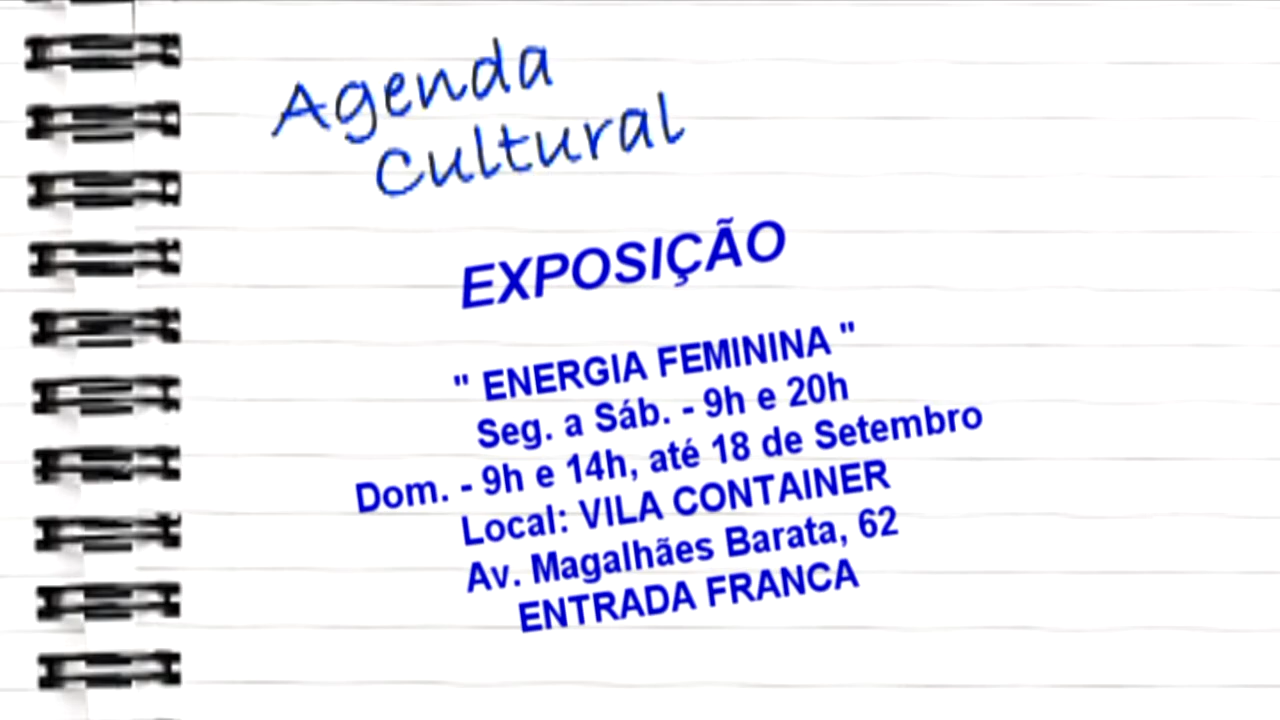 Agenda
Cultural
EXPOSIÇÃO
" ENERGIA FEMININA "
Seg. a Sáb. - 9h e 20h
Dom. - 9h e 14h, até 18 de Setembro
Local: VILA CONTAINER
Av. Magalhães Barata, 62
ENTRADA FRANCA